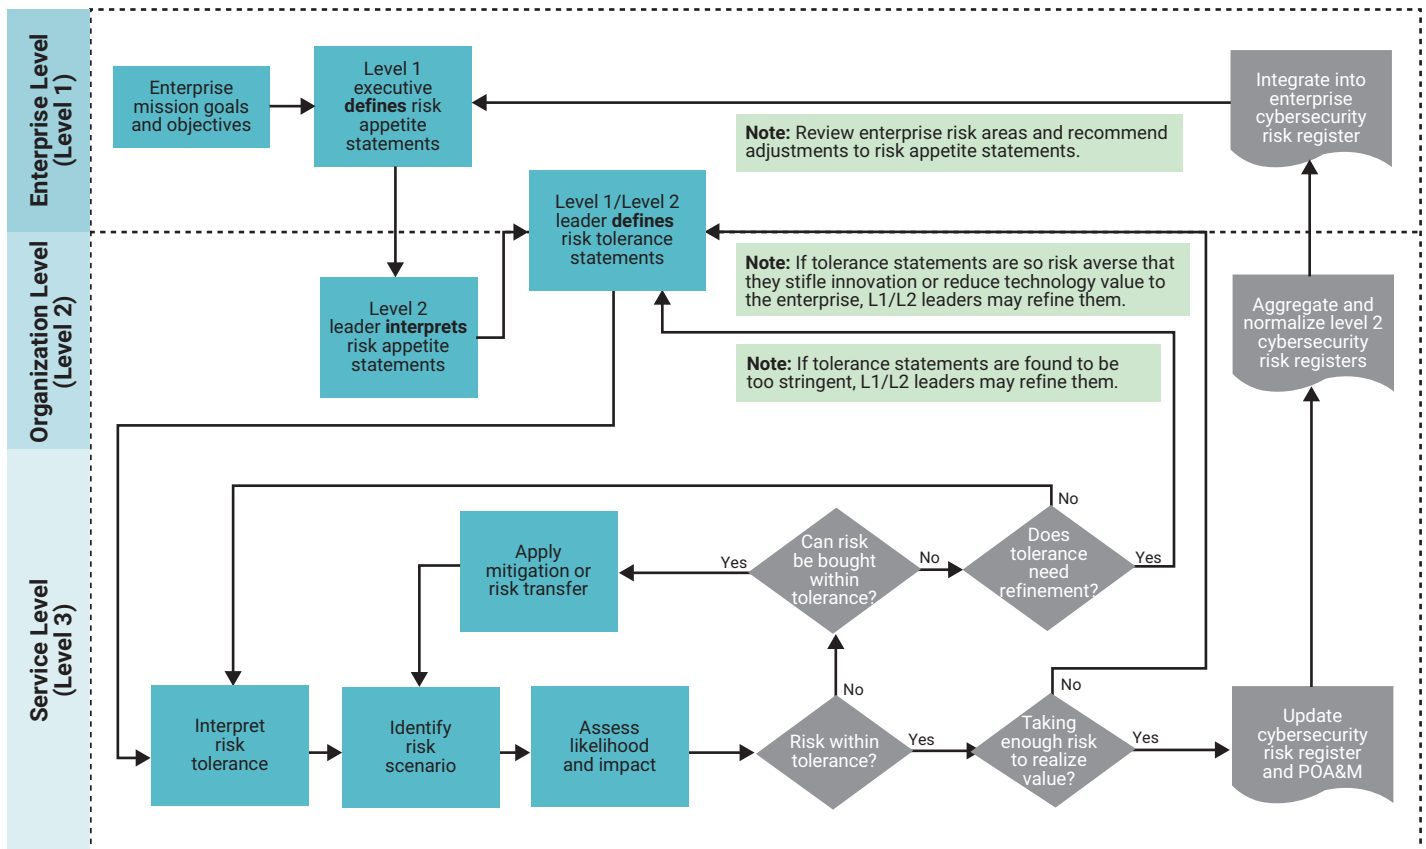 Enterprise Level
(Level 1)
Enterprise
mission goals
and objectives
Level 1
executive
defines risk
appetite
statements
Integrate into
enterprise
cybersecurity
risk register
Note: Review enterprise risk areas and recommend
adjustments to risk appetite statements.
Level 1/Level 2
leader defines
risk tolerance
statements
Organization Level
(Level 2)
Level 2
leader interprets
risk appetite
statements
Note: If tolerance statements are so risk averse that
they stifle innovation or reduce technology value to
the enterprise, L1/L2 leaders may refine them.
Aggregate and
normalize level 2
cybersecurity
risk registers
Note: If tolerance statements are found to be
too stringent, L1/L2 leaders may refine them.
Service Level
(Level 3)
Apply
mitigation or
risk transfer
Yes
Can risk
be bought
within
tolerance?
No
No
Does
tolerance
need
refinement?
Yes
Interpret
risk
tolerance
Identify
risk
scenario
Assess
likelihood
and impact
No
Risk within
tolerance?
Yes
No
Taking
enough risk
to realize
value?
Yes
Update
cybersecurity
risk register
and POA&M